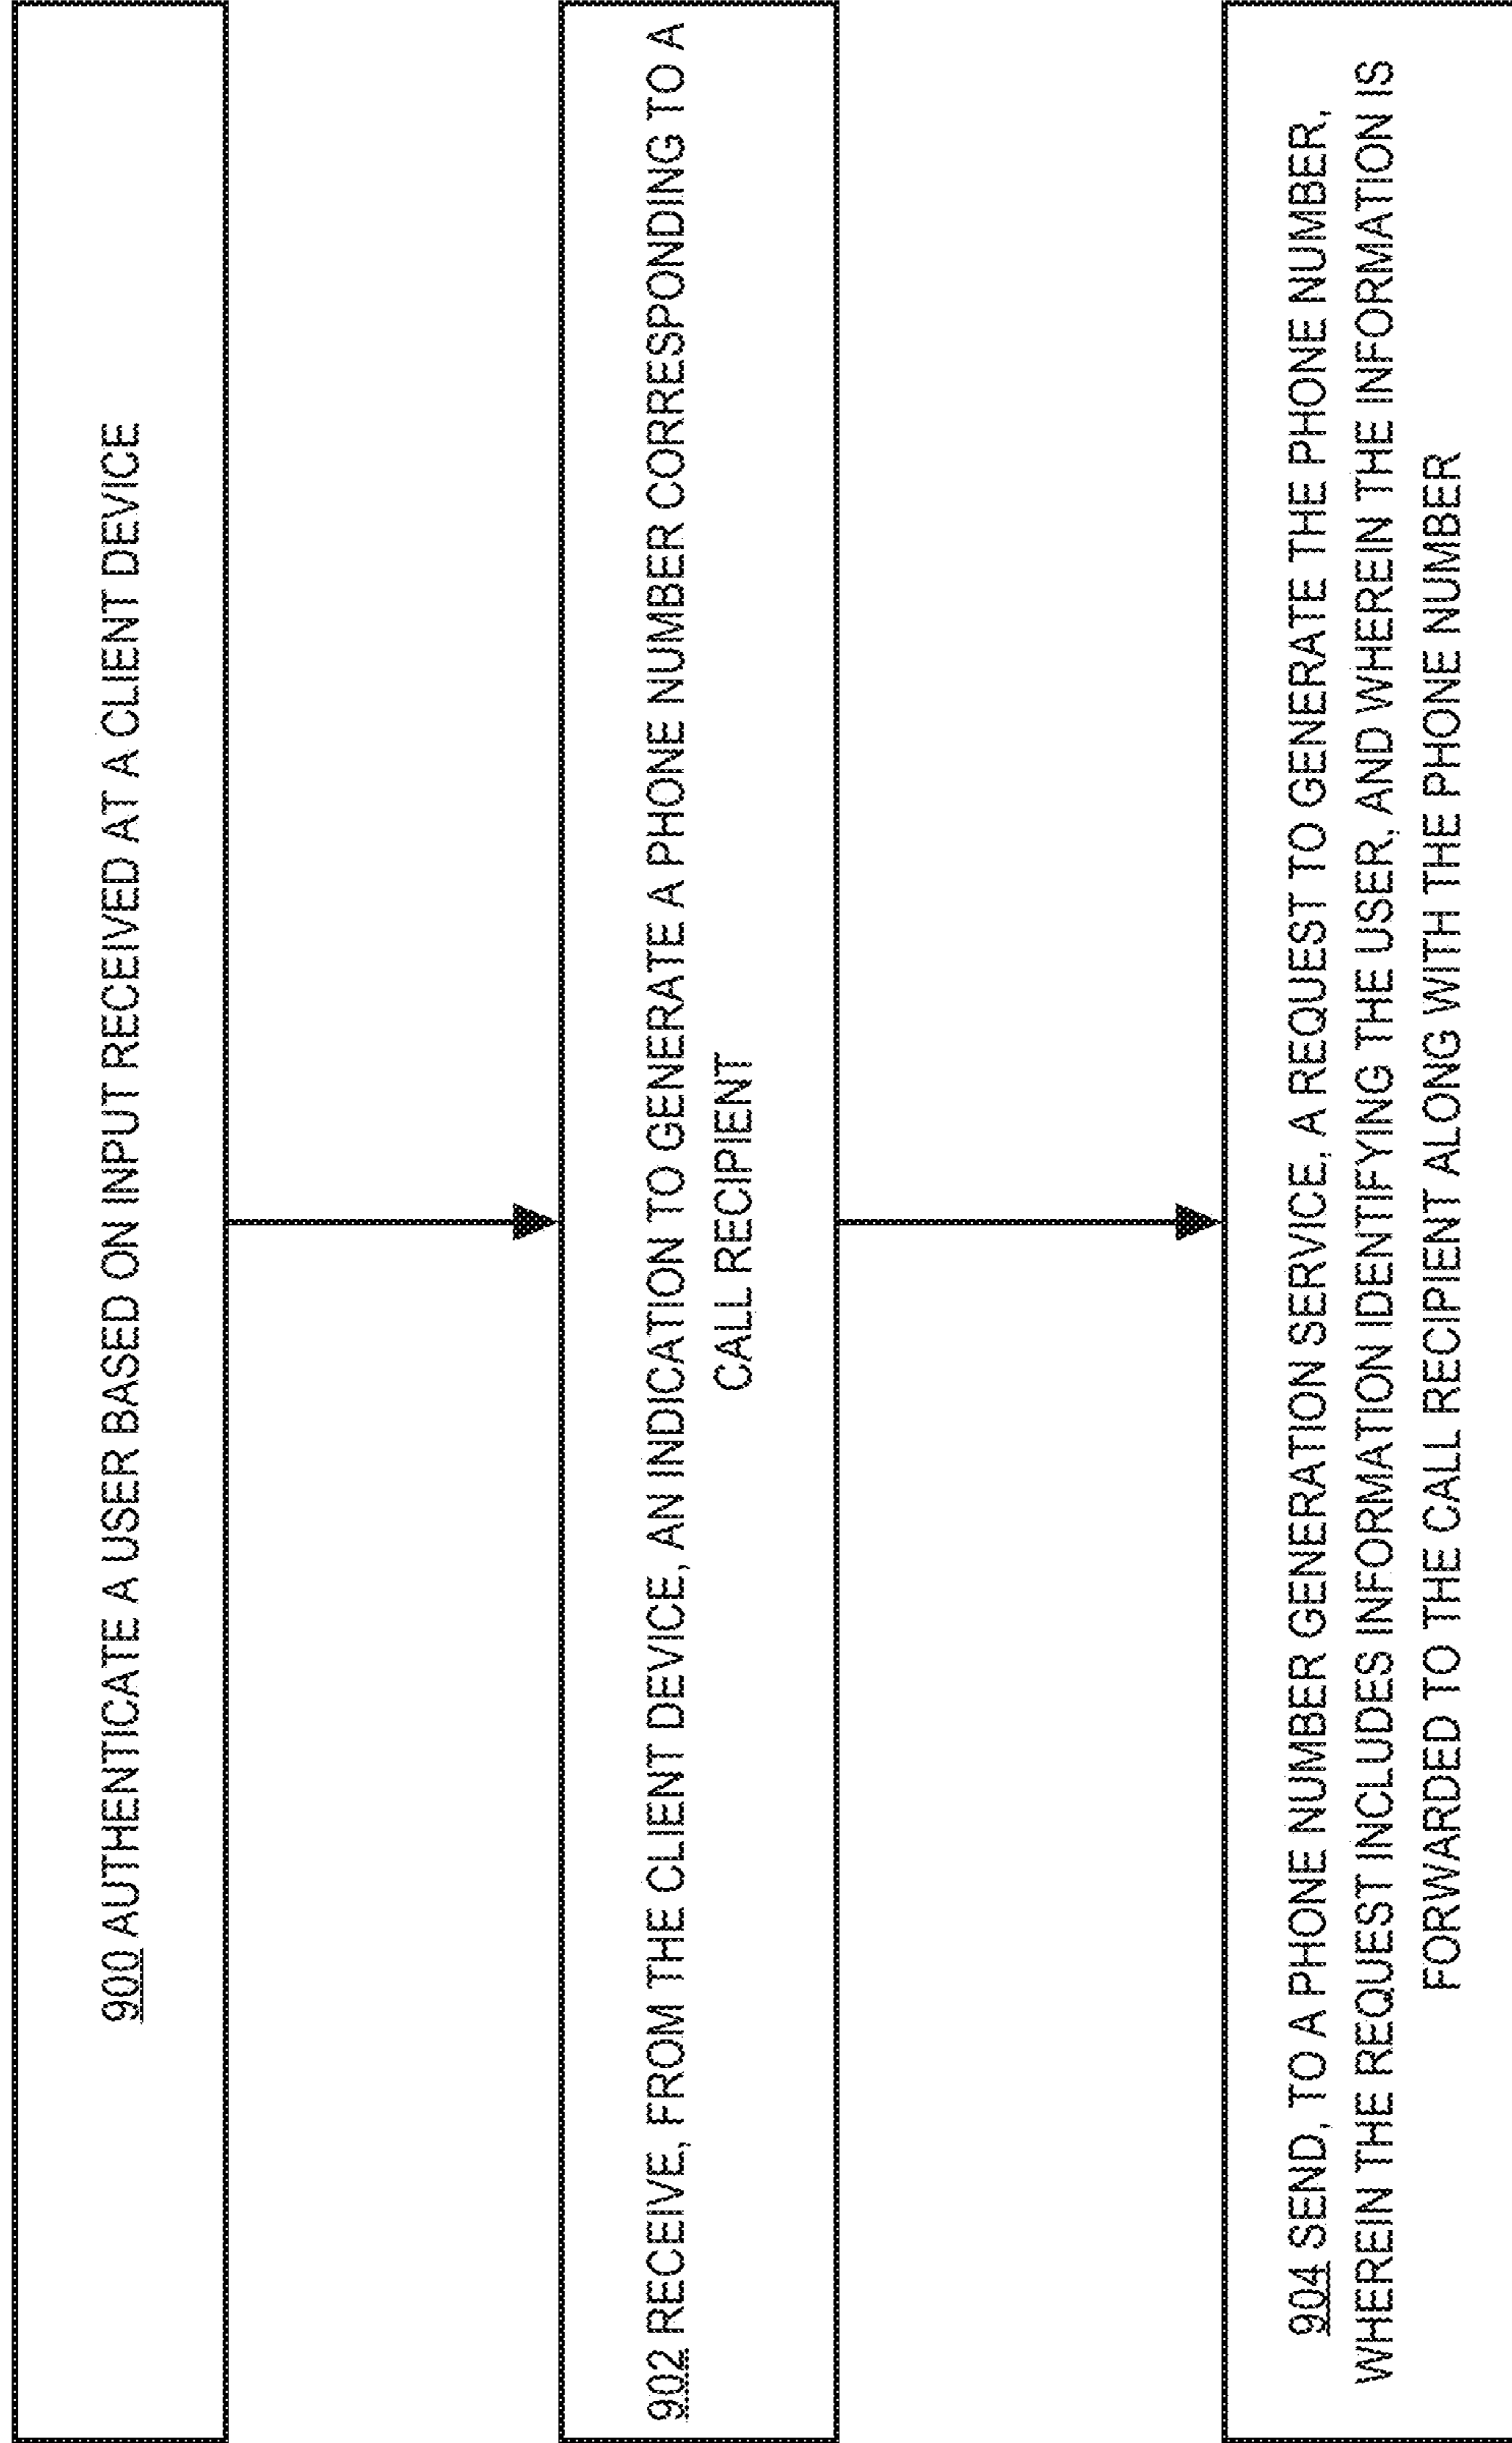 900 AUTHENTICATE A USER BASED ON INPUT RECEIVED AT A CLIENT DEVICE
902 RECEIVE, FROM THE CLIENT DEVICE, AN INDICATION TO GENERATE A PHONE NUMBER CORRESPONDING TO A
CALL RECIPIENT
904 SEND, TO A PHONE NUMBER GENERATION SERVICE, A REQUEST TO GENERATE THE PHONE NUMBER,
WHEREIN THE REQUEST INCLUDES INFORMATION IDENTIFYING THE USER, AND WHEREIN THE INFORMATION IS
FORWARDED TO THE CALL RECIPIENT ALONG WITH THE PHONE NUMBER